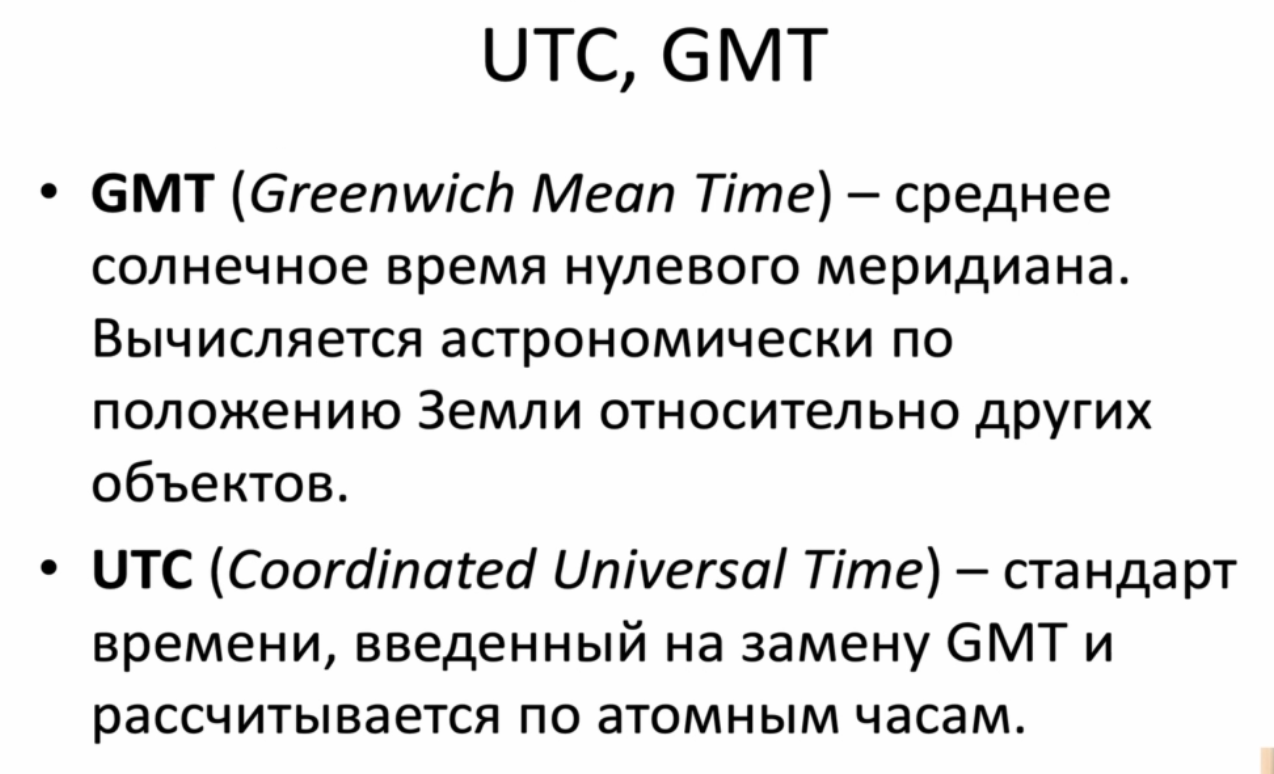 UTC, GMT
• GMT (Greenwich Mean Time) – среднее
солнечное время нулевого меридиана.
Вычисляется астрономически по
положению Земли относительно других
объектов.
• UTC (Coordinated Universal Time) – стандарт
времени, введенный на замену GMT и
рассчитывается по атомным часам.